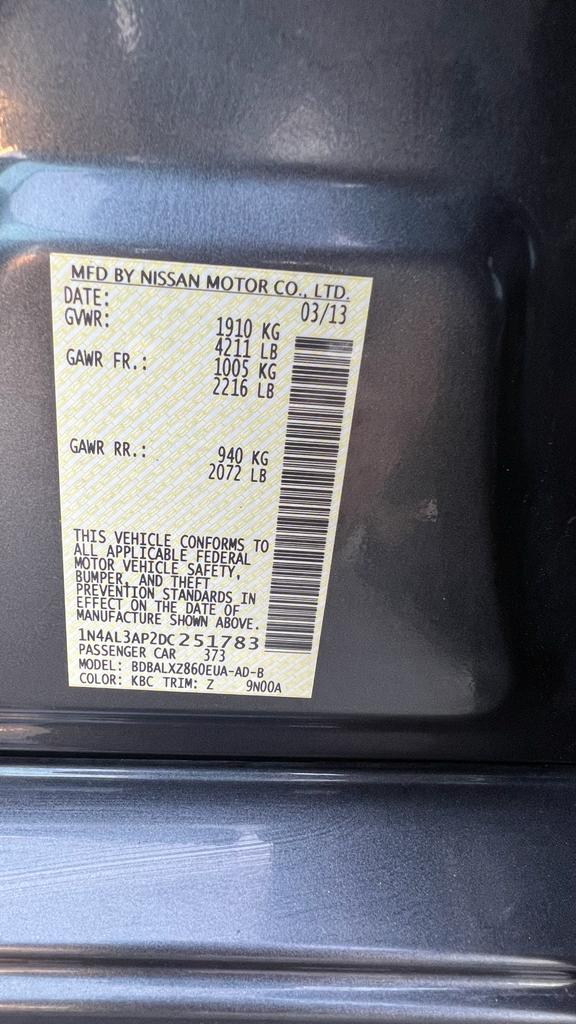 MFD BY NISSAN MOTOR CO., LTD.
DATE: 03/13
GVWR: 1910 KG
4211 LB
GAWR FR.: 1005 KG
2216 LB
GAWR RR.: 940 KG
2072 LB
THIS VEHICLE CONFORMS TO
ALL APPLICABLE FEDERAL
MOTOR VEHICLE SAFETY,
BUMPER, AND THEFT
PREVENTION STANDARDS IN
EFFECT ON THE DATE OF
MANUFACTURE SHOWN ABOVE.
1N4AL3AP2DC251783
PASSENGER CAR 373
MODEL: BDBALXZ860EUA-AD-B
COLOR: KBC TRIM: Z 9N00A